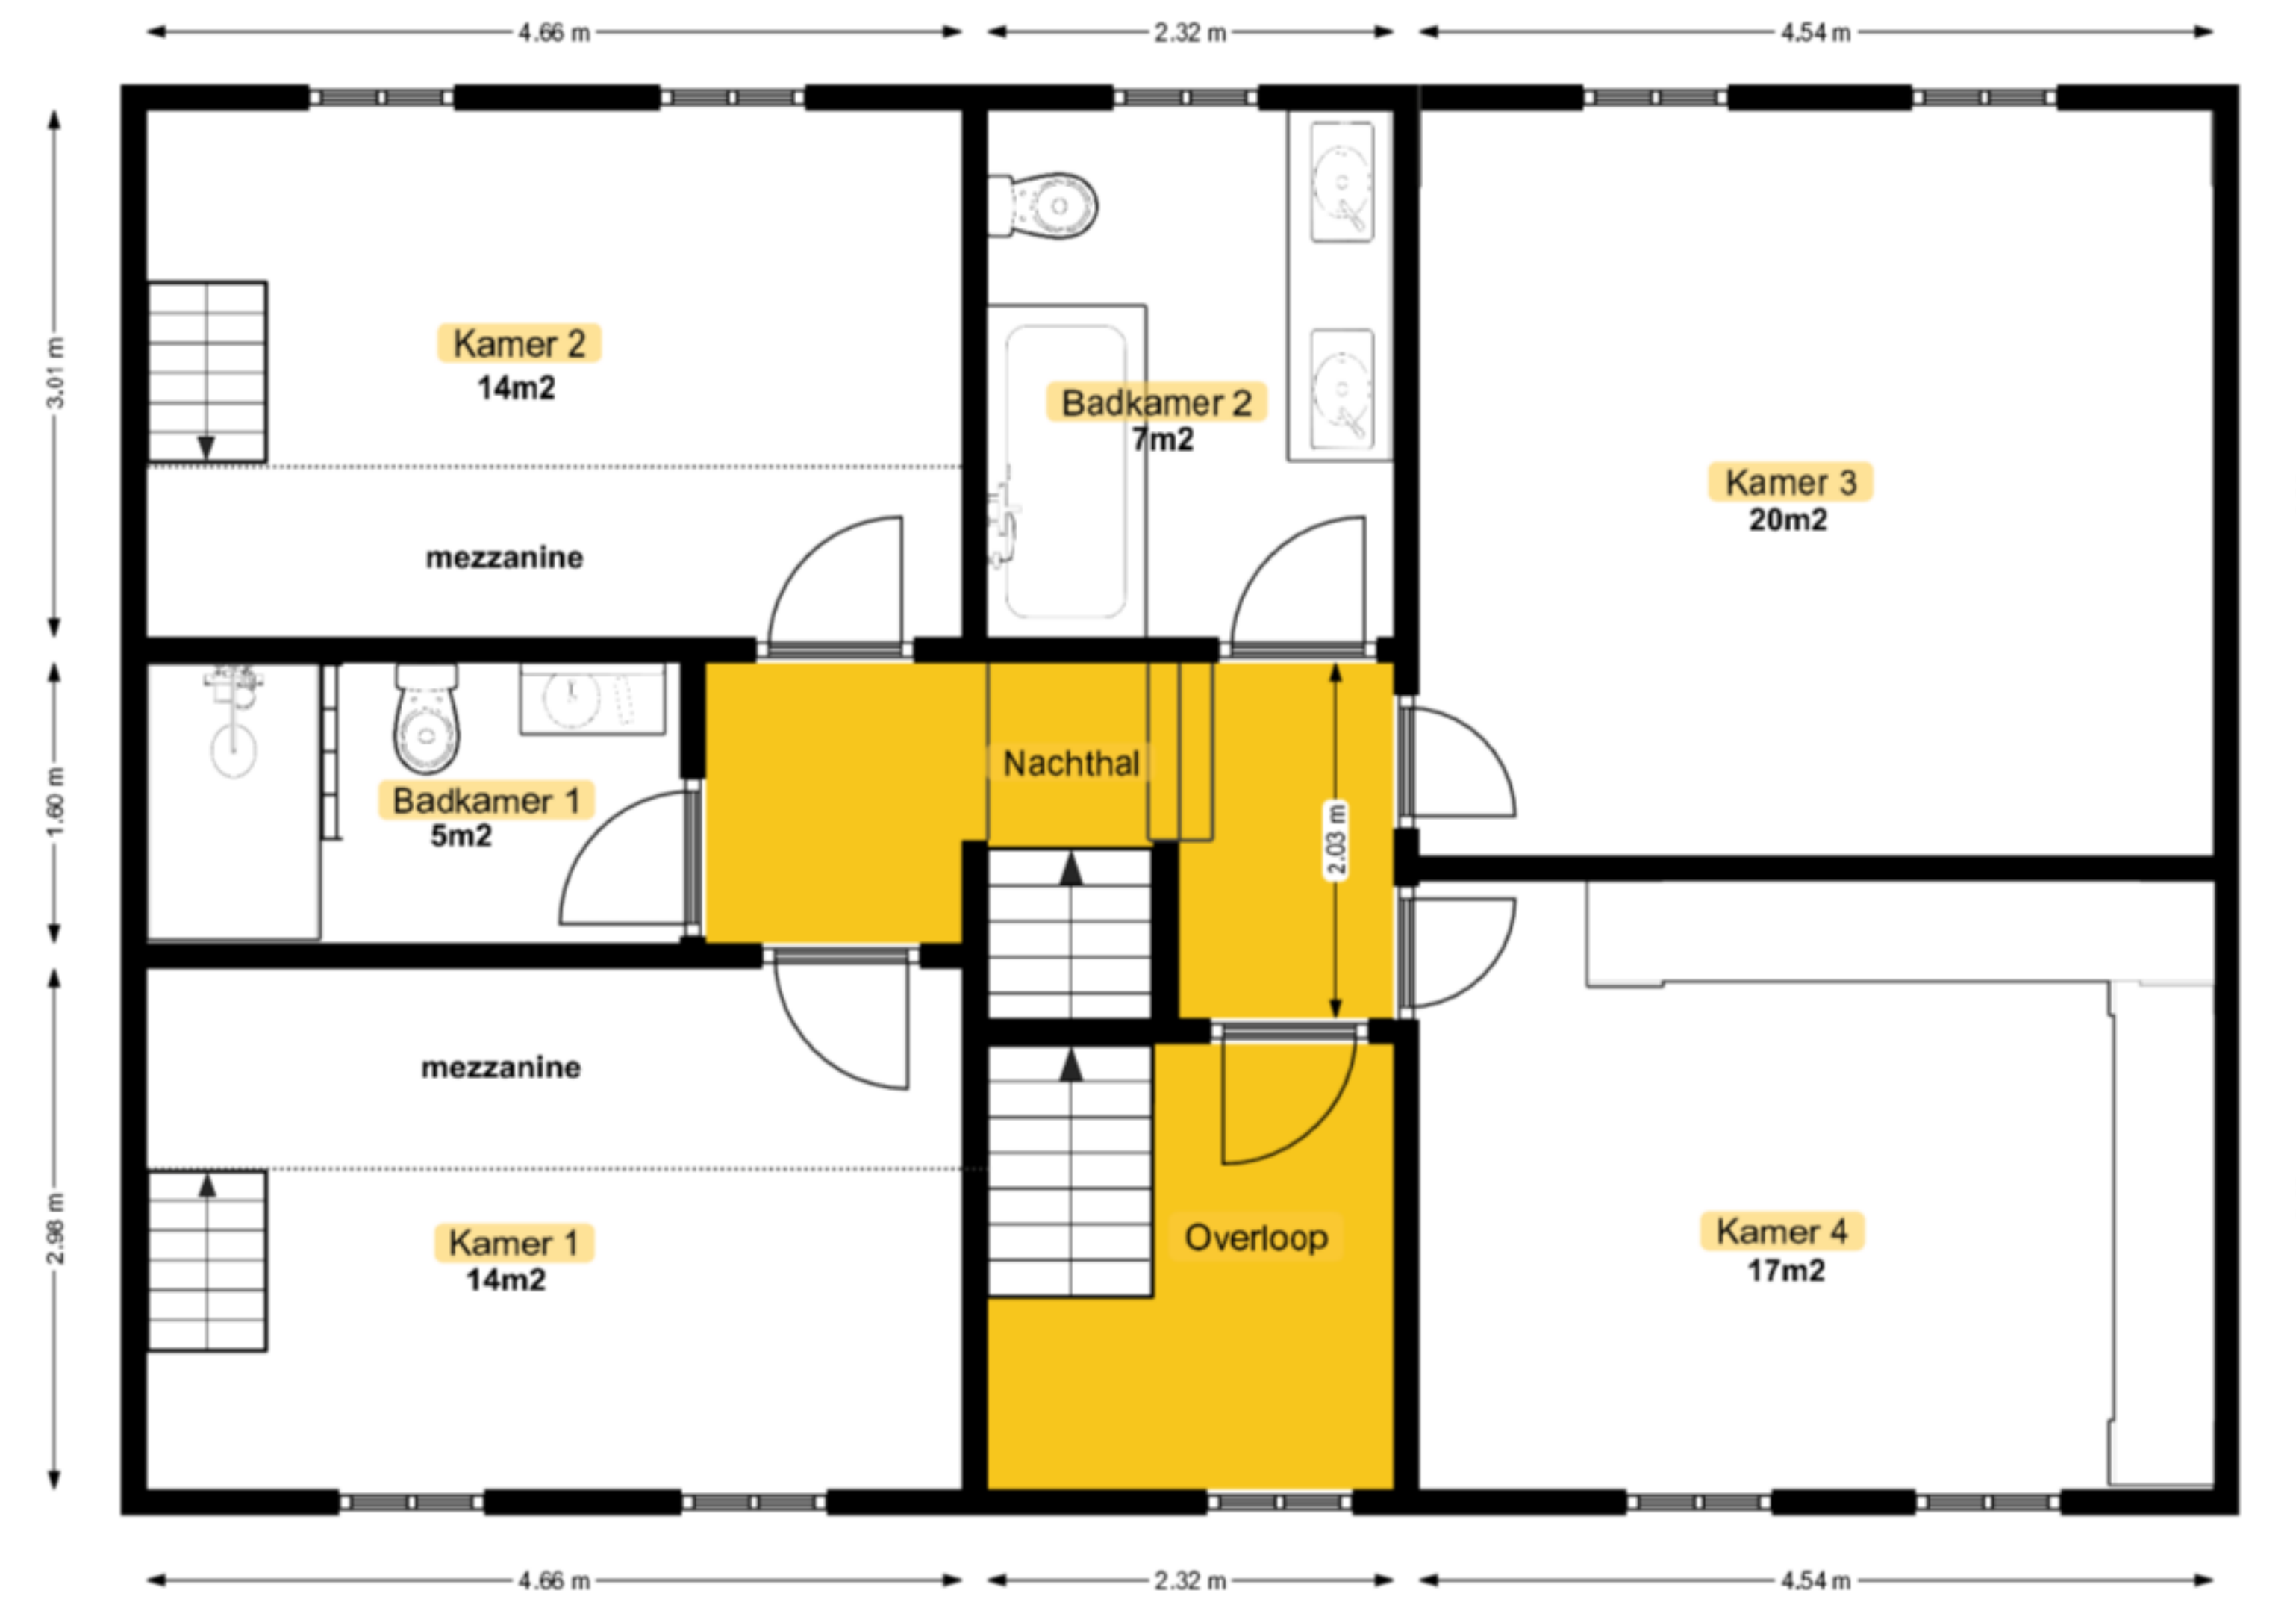 4.66 m
2.32 m
4.54 m
3.01 m
Kamer 2
14m2
mezzanine
Badkamer 2
7m2
Kamer 3
20m2
1.60 m
Badkamer 1
5m2
Nachthal
2.03 m
2.98 m
mezzanine
Kamer 1
14m2
Overloop
Kamer 4
17m2
4.66 m
2.32 m
4.54 m